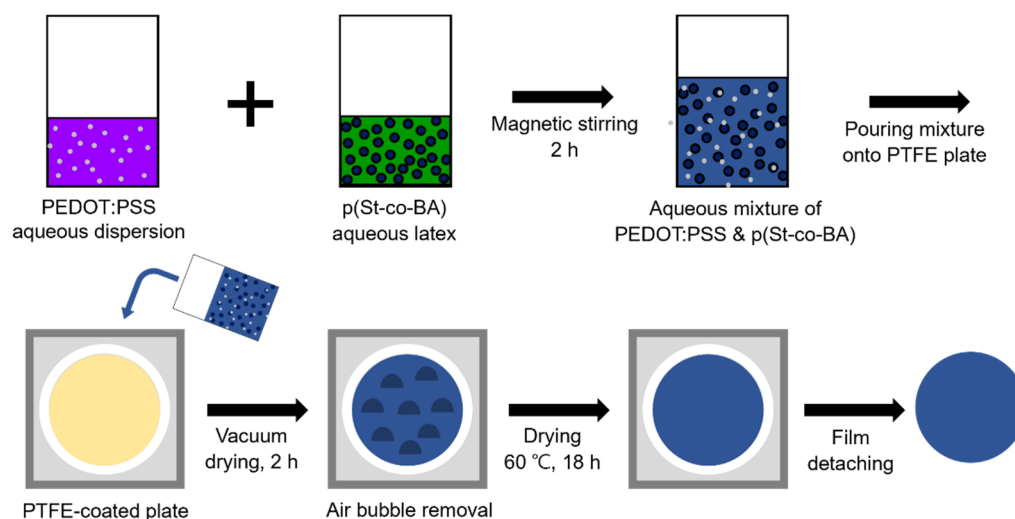 Magnetic stirring
2 h
Pouring mixture
onto PTFE plate
PEDOT:PSS
aqueous dispersion
p(St-co-BA)
aqueous latex
Aqueous mixture of
PEDOT:PSS & p(St-co-BA)
Vacuum
drying, 2 h
Drying
60 ℃, 18 h
Film
detaching
PTFE-coated plate
Air bubble removal